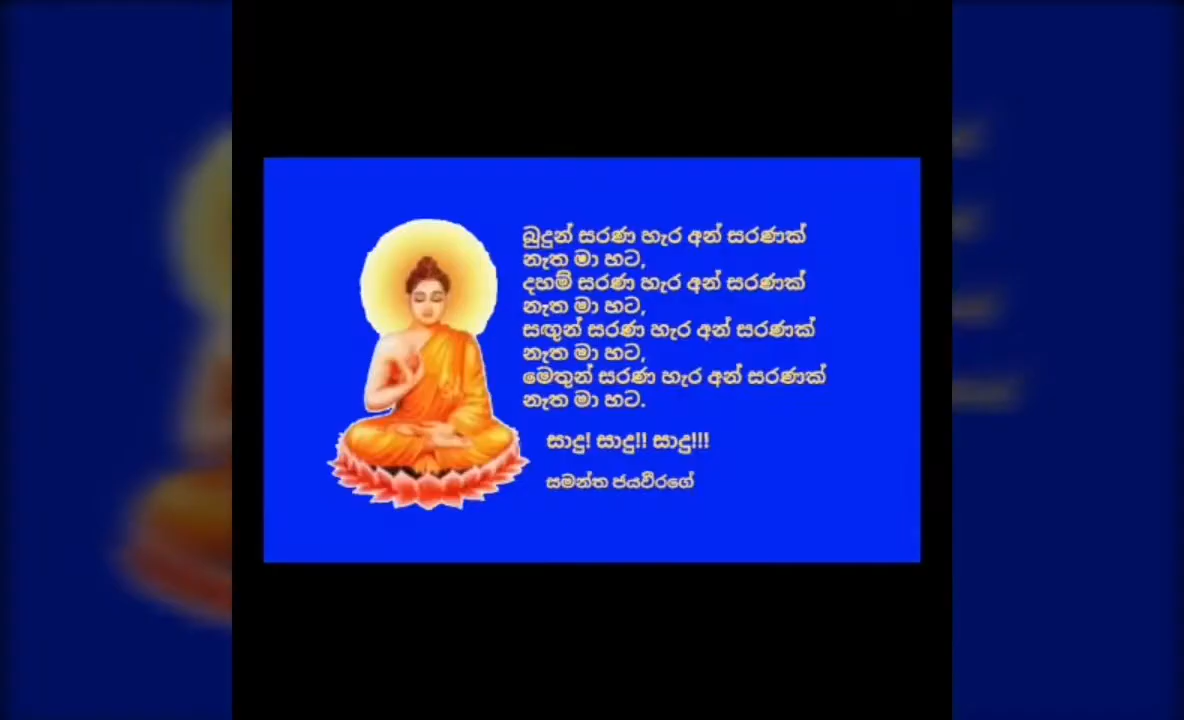 බුදුන් සරණ හැර අන් සරණක්
නැත මා හට,
දහම් සරණ හැර අන් සරණක්
නැත මා හට,
සඟුන් සරණ හැර අන් සරණක්
නැත මා හට,
මෙතුන් සරණ හැර අන් සරණක්
නැත මා හට.
සාදු! සාදු!! සාදු!!!
සමන්ත ජයවීරගේ